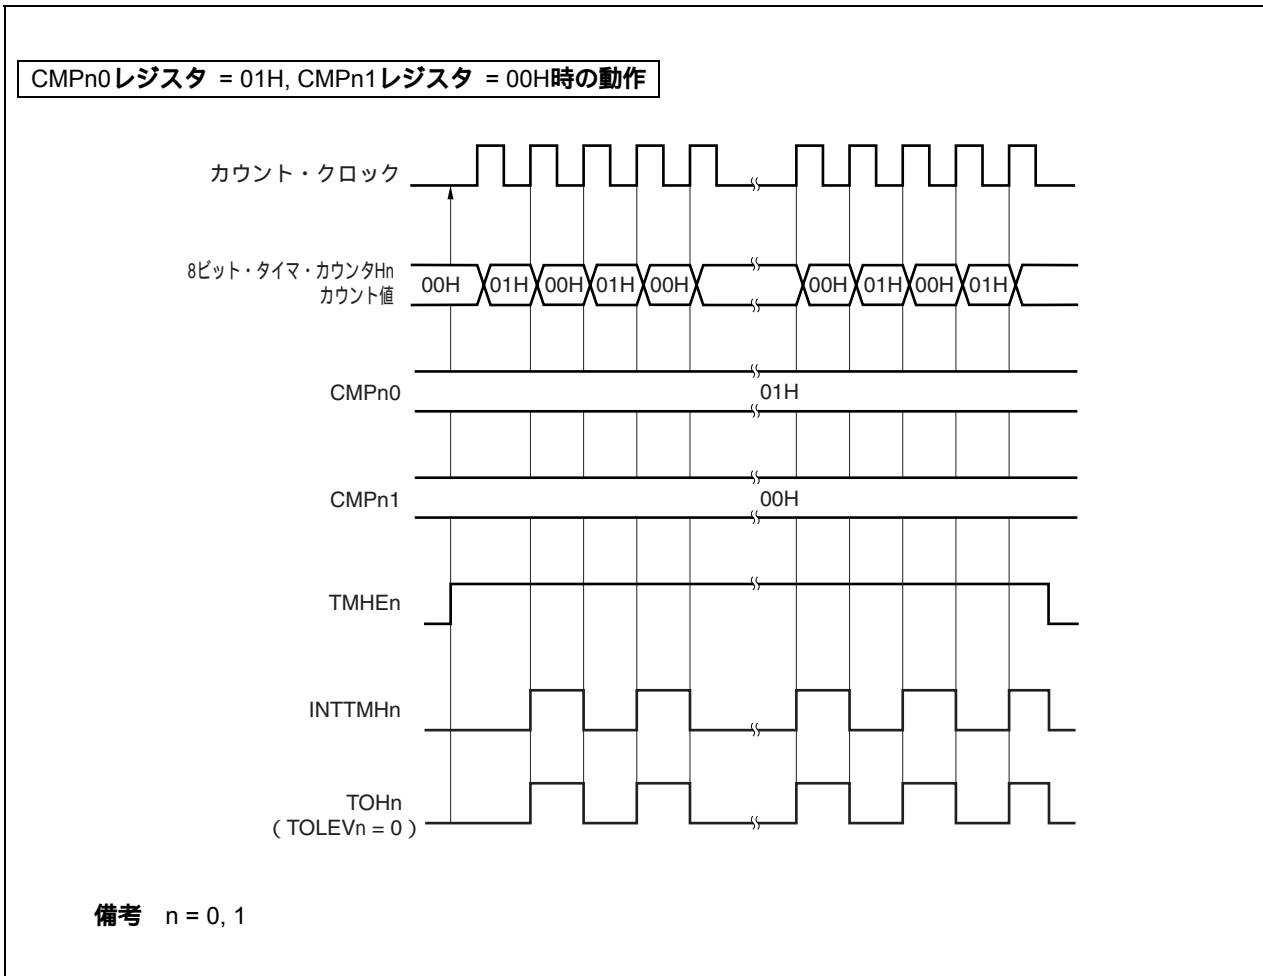 CMPn0レジスタ = 01H, CMPn1レジスタ = 00H時の動作
カウント・クロック
8ビット・タイマ・カウンタHn
カウント値
00H 01H 00H 01H 00H 00H 01H 00H 01H
CMPn0
01H
CMPn1
00H
TMHEn
INTTMHn
TOHn
( TOLEVn = 0 )
備考 n = 0, 1